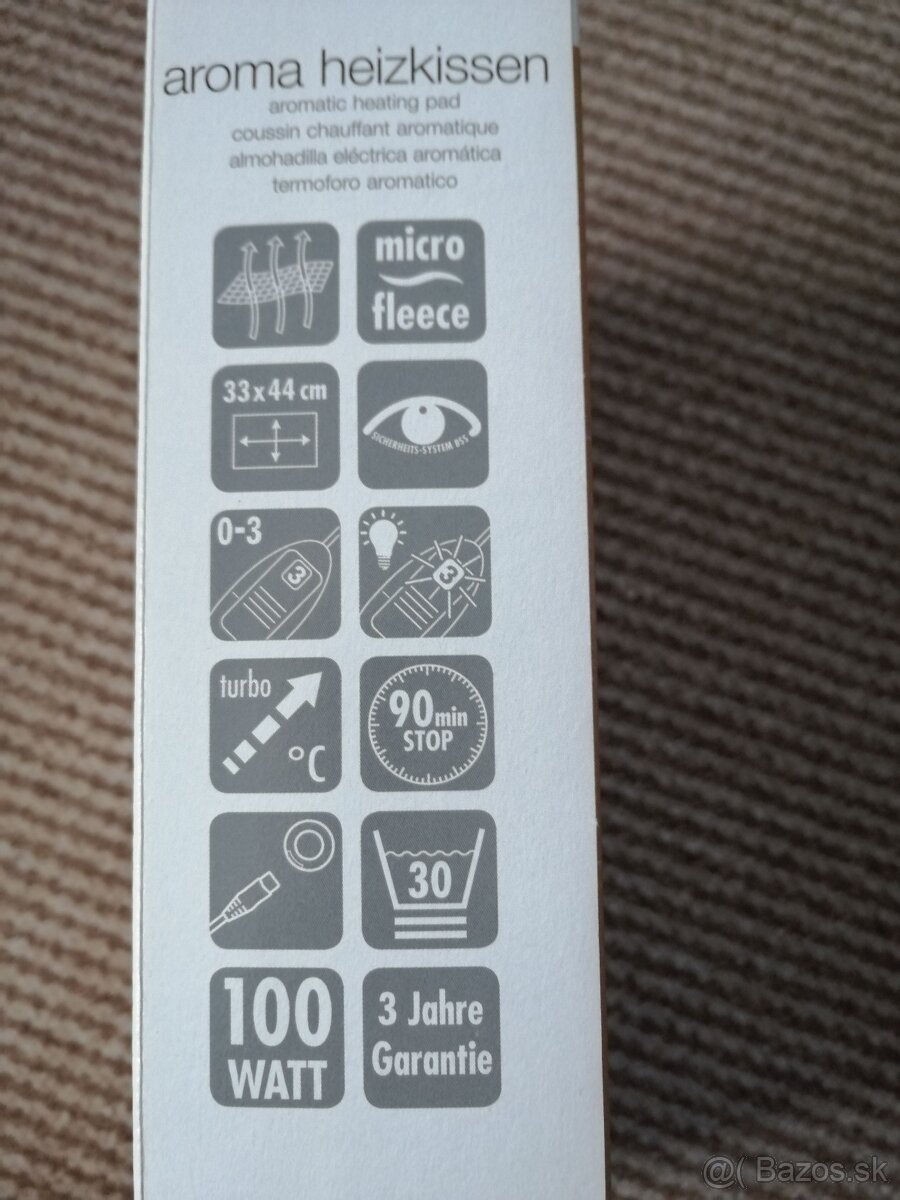 aroma heizkissen
aromatic heating pad
coussin chauffant aromatique
almohadilla eléctrica aromática
termoforo aromatico
micro
fleece
33 x 44 cm
SICHERHEITS-SYSTEM BSS
0-3
3
3
turbo
°C
90 min
STOP
30
100
WATT
3 Jahre
Garantie
@( Bazos.sk